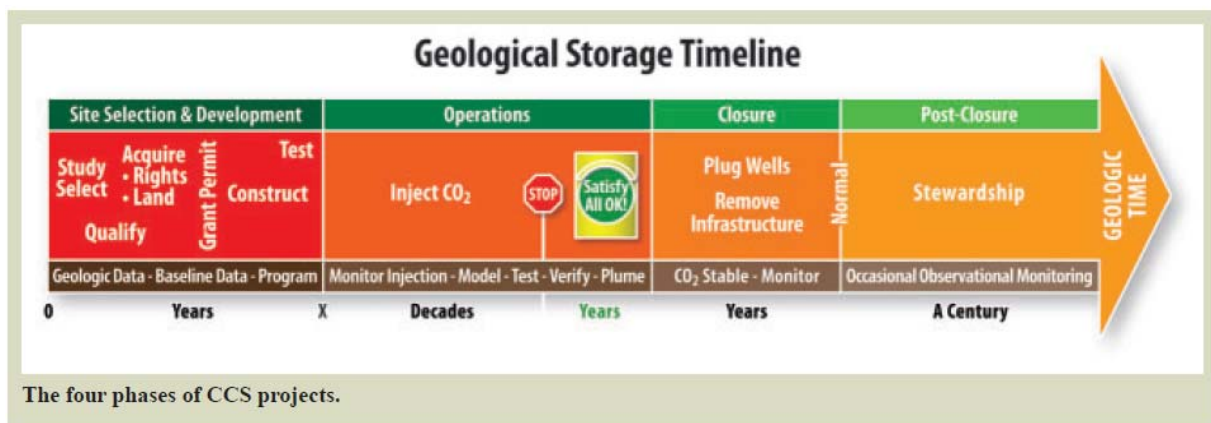 Geological Storage Timeline
Site Selection & Development
Operations
Closure
Post-Closure
Study
Select
Acquire
• Rights
• Land
Qualify
Grant Permit
Test
Construct
Inject CO₂
STOP
Satisfy
All OK!
Plug Wells
Remove
Infrastructure
Normal
Stewardship
GEOLOGIC
TIME
Geologic Data - Baseline Data - Program
Monitor Injection - Model - Test - Verify - Plume
CO₂ Stable - Monitor
Occasional Observational Monitoring
0
Years
X
Decades
Years
Years
A Century
The four phases of CCS projects.